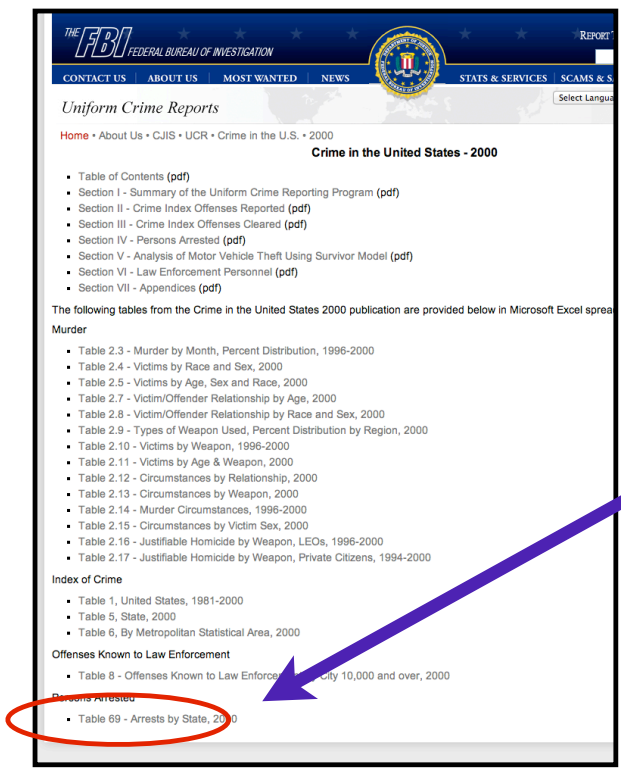 THE FBI FEDERAL BUREAU OF INVESTIGATION
REPORT
CONTACT US ABOUT US MOST WANTED NEWS STATS & SERVICES SCAMS & S
Uniform Crime Reports
Select Langua
Home • About Us • CJIS • UCR • Crime in the U.S. • 2000
Crime in the United States - 2000
Table of Contents (pdf)
Section I - Summary of the Uniform Crime Reporting Program (pdf)
Section II - Crime Index Offenses Reported (pdf)
Section III - Crime Index Offenses Cleared (pdf)
Section IV - Persons Arrested (pdf)
Section V - Analysis of Motor Vehicle Theft Using Survivor Model (pdf)
Section VI - Law Enforcement Personnel (pdf)
Section VII - Appendices (pdf)
The following tables from the Crime in the United States 2000 publication are provided below in Microsoft Excel sprea
Murder
Table 2.3 - Murder by Month, Percent Distribution, 1996-2000
Table 2.4 - Victims by Race and Sex, 2000
Table 2.5 - Victims by Age, Sex and Race, 2000
Table 2.7 - Victim/Offender Relationship by Age, 2000
Table 2.8 - Victim/Offender Relationship by Race and Sex, 2000
Table 2.9 - Types of Weapon Used, Percent Distribution by Region, 2000
Table 2.10 - Victims by Weapon, 1996-2000
Table 2.11 - Victims by Age & Weapon, 2000
Table 2.12 - Circumstances by Relationship, 2000
Table 2.13 - Circumstances by Weapon, 2000
Table 2.14 - Murder Circumstances, 1996-2000
Table 2.15 - Circumstances by Victim Sex, 2000
Table 2.16 - Justifiable Homicide by Weapon, LEOs, 1996-2000
Table 2.17 - Justifiable Homicide by Weapon, Private Citizens, 1994-2000
Index of Crime
Table 1, United States, 1981-2000
Table 5, State, 2000
Table 6, By Metropolitan Statistical Area, 2000
Offenses Known to Law Enforcement
Table 8 - Offenses Known to Law Enforce City 10,000 and over, 2000
Persons Arrested
Table 69 - Arrests by State, 2000